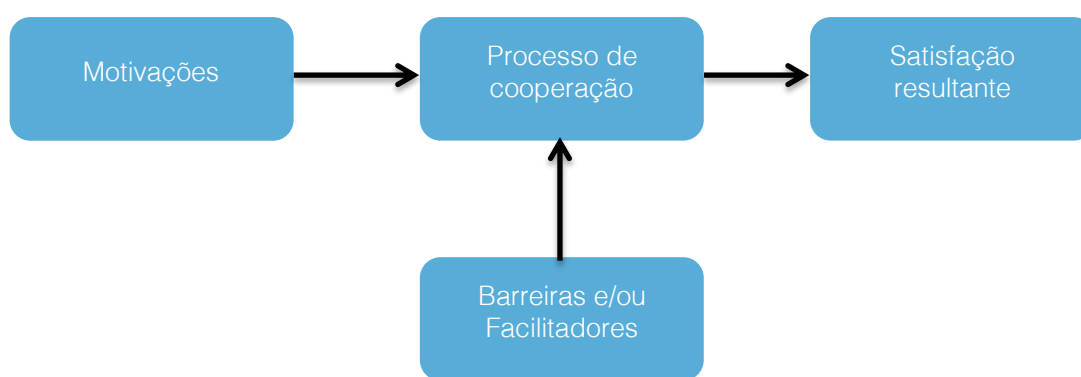 Motivações
Processo de
cooperação
Satisfação
resultante
Barreiras e/ou
Facilitadores